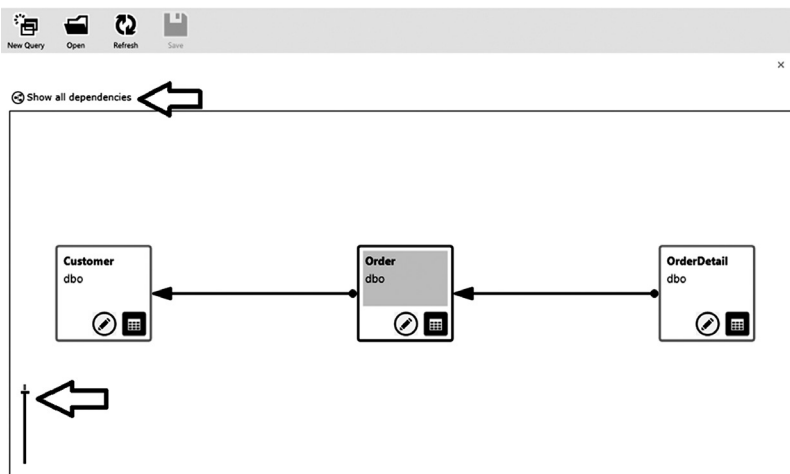 New Query Open Refresh Save
Show all dependencies
Customer
dbo
Order
dbo
OrderDetail
dbo